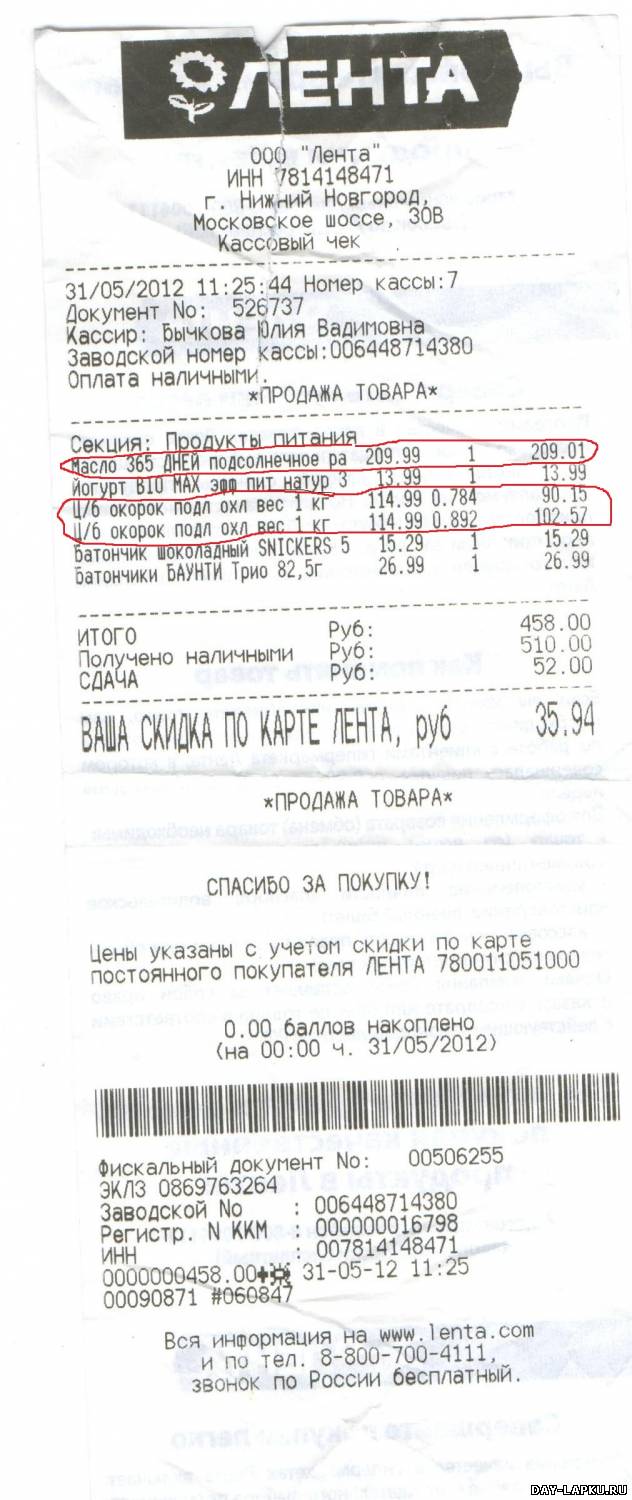 ЛЕНТА
ООО "Лента"
ИНН 7814148471
г. Нижний Новгород,
Московское шоссе, 30В
Кассовый чек
31/05/2012 11:25:44 Номер кассы:7
Документ No: 526737
Кассир: Бычкова Юлия Вадимовна
Заводской номер кассы:006448714380
Оплата наличными.
*ПРОДАЖА ТОВАРА*
Секция: Продукты питания
Масло 365 ДНЕЙ подсолнечное ра 209.99 1 209.01
йогурт BIO MAX эфф пит натур 3 13.99 1 13.99
Ц/б окорок подл охл вес 1 кг 114.99 0.784 90.15
Ц/б окорок подл охл вес 1 кг 114.99 0.892 102.57
батончик шоколадный SNICKERS 5 15.29 1 15.29
батончики БАУНТИ Трио 82,5г 26.99 1 26.99
ИТОГО Руб: 458.00
Получено наличными Руб: 510.00
СДАЧА Руб: 52.00
ВАША СКИДКА ПО КАРТЕ ЛЕНТА, руб 35.94
*ПРОДАЖА ТОВАРА*
СПАСИБО ЗА ПОКУПКУ!
Цены указаны с учетом скидки по карте
постоянного покупателя ЛЕНТА 780011051000
0.00 баллов накоплено
(на 00:00 ч. 31/05/2012)
Фискальный документ No: 00506255
ЭКЛЗ 0869763264
Заводской No : 006448714380
Регистр. N ККМ : 000000016798
ИНН : 007814148471
0000000458.00 31-05-12 11:25
00090871 #060847
Вся информация на www.lenta.com
и по тел. 8-800-700-4111,
звонок по России бесплатный.
DAY-LAPKU.RU